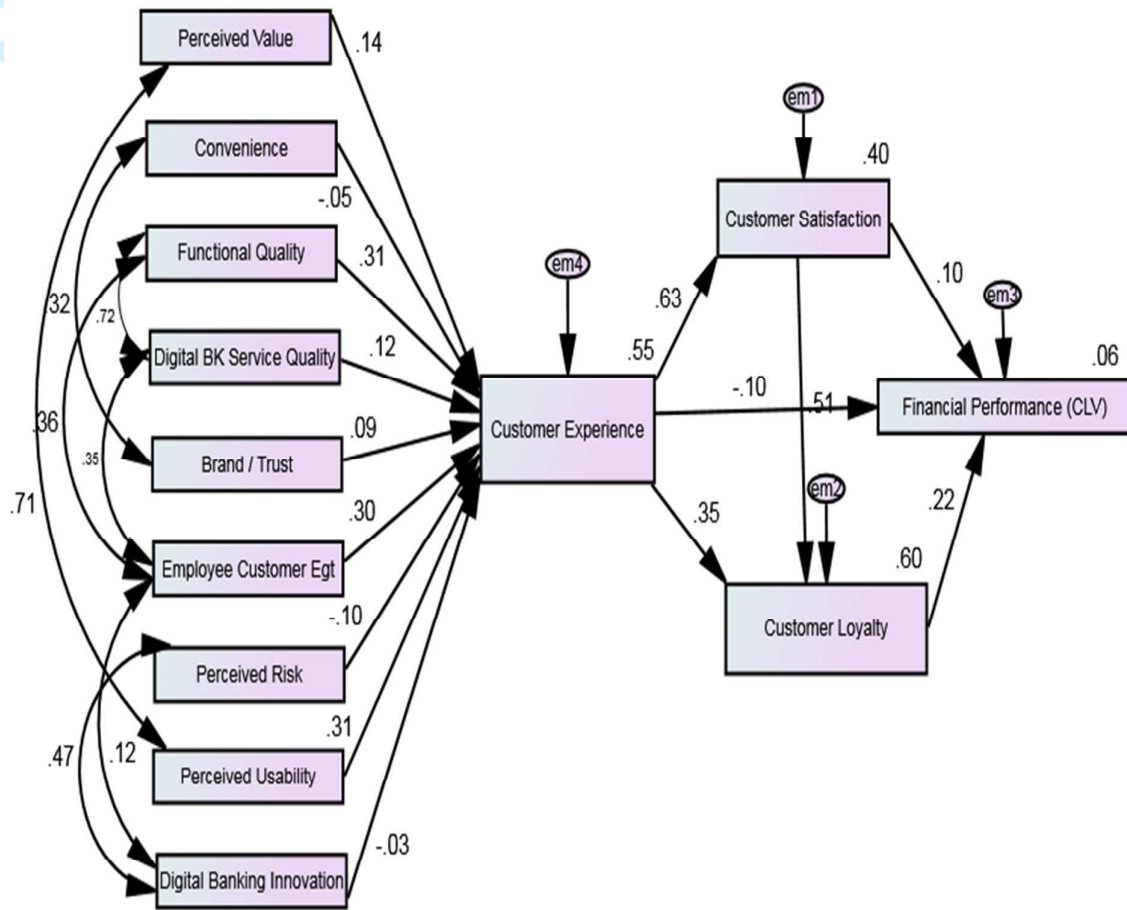 Perceived Value
.14
em1
Convenience
.40
-.05
Customer Satisfaction
Functional Quality
.31
em4
.10
.63
em3
.32
.72
Digital BK Service Quality
.12
.55
.06
-.10
.51
Financial Performance (CLV)
Customer Experience
.36
.09
.35
Brand / Trust
em2
.71
.30
.35
.22
Employee Customer Egt
.60
-.10
Customer Loyalty
Perceived Risk
.31
.47
.12
Perceived Usability
-.03
Digital Banking Innovation